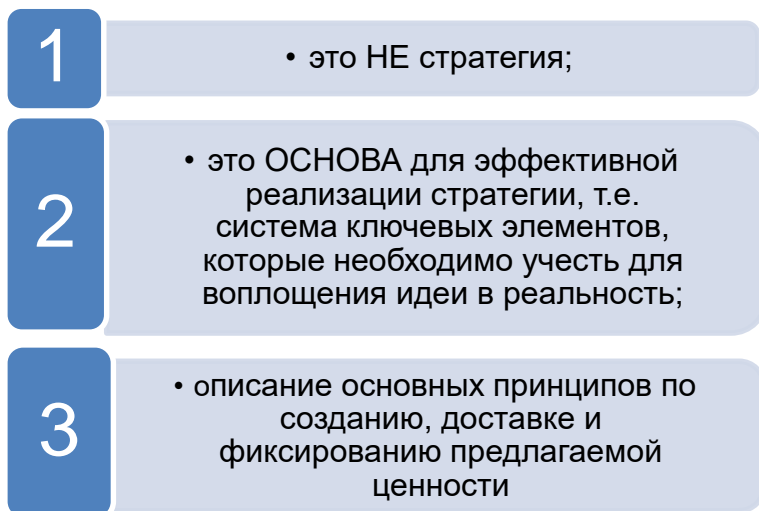 1
• это НЕ стратегия;
2
• это ОСНОВА для эффективной
реализации стратегии, т.е.
система ключевых элементов,
которые необходимо учесть для
воплощения идеи в реальность;
3
• описание основных принципов по
созданию, доставке и
фиксированию предлагаемой
ценности